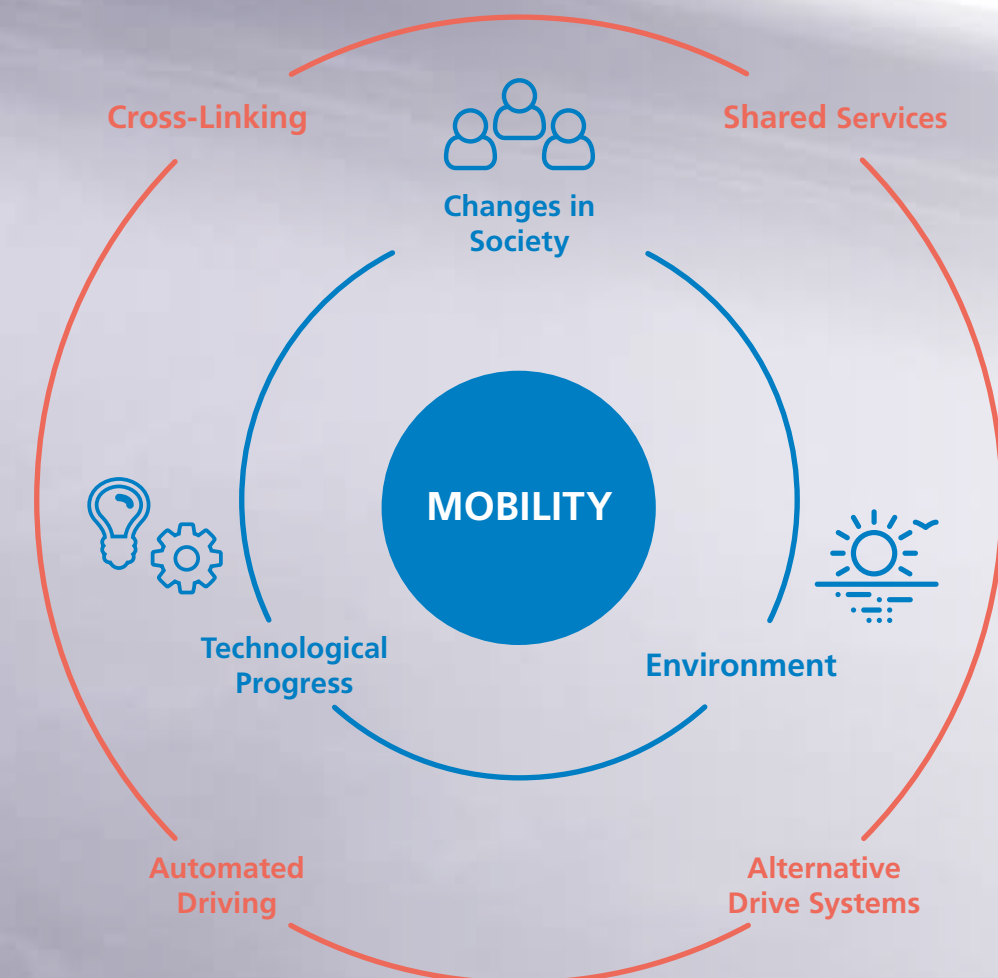 Cross-Linking
Shared Services
Changes in
Society
MOBILITY
Technological
Progress
Environment
Automated
Driving
Alternative
Drive Systems